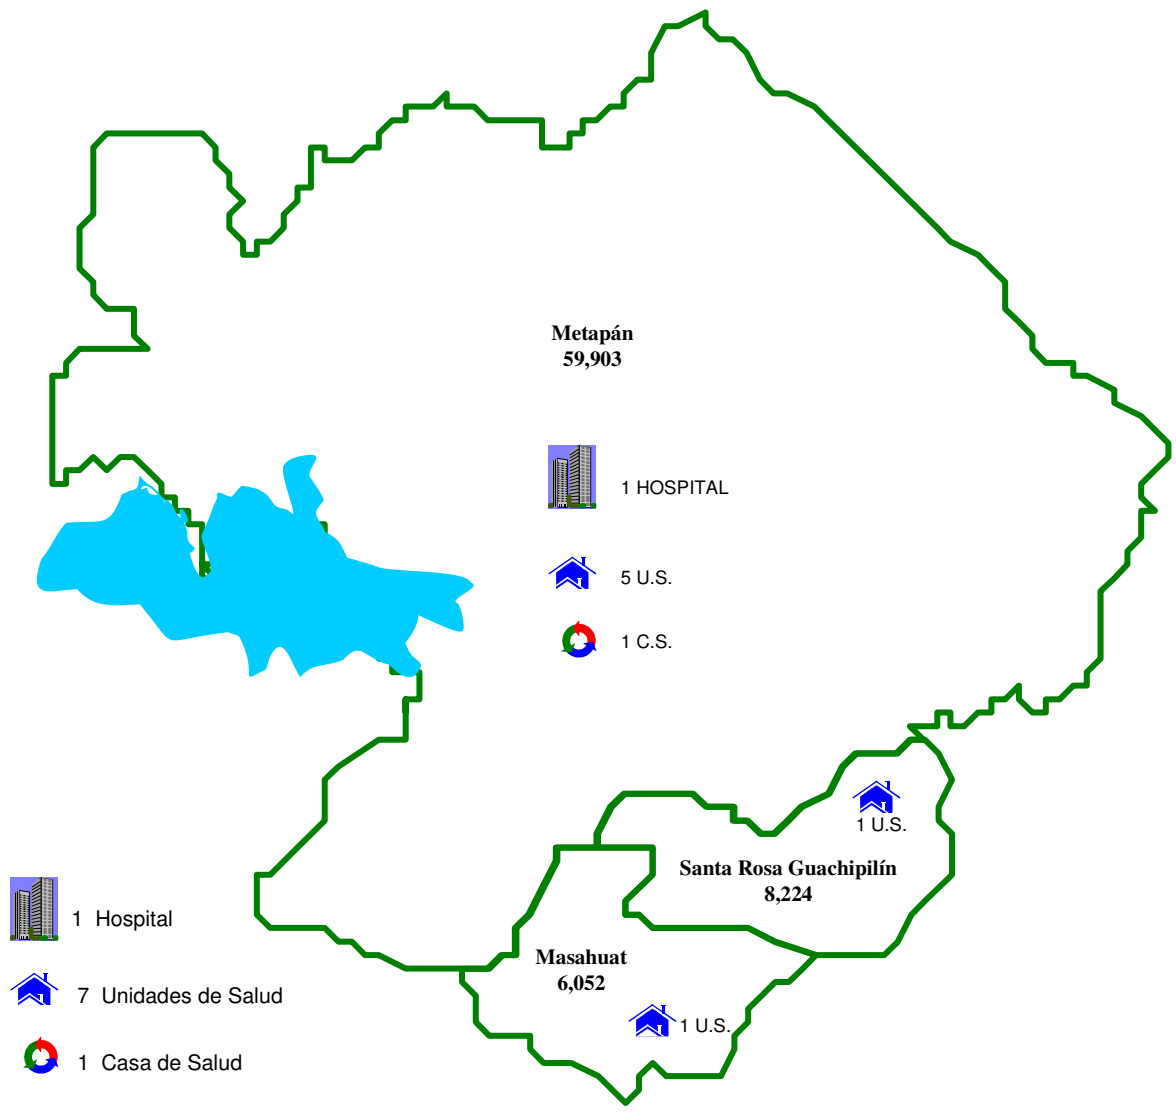 Metapán
59,903
1 HOSPITAL
5 U.S.
1 C.S.
1 U.S.
Santa Rosa Guachipilín
8,224
Masahuat
6,052
1 U.S.
1 Hospital
7 Unidades de Salud
1 Casa de Salud